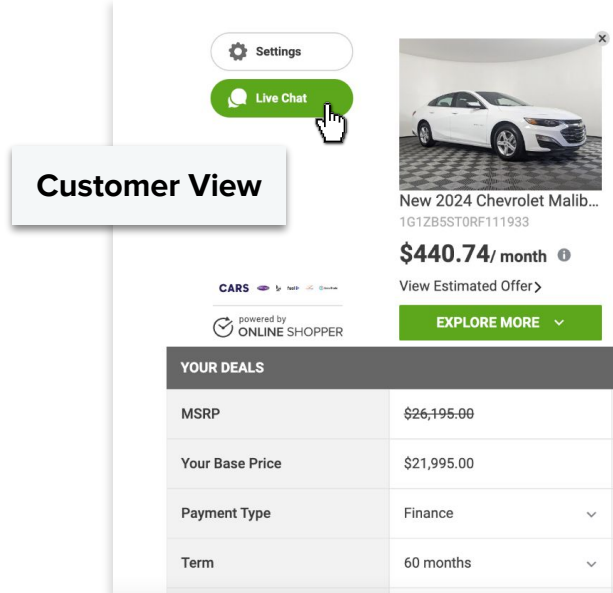 Settings
Live Chat
Customer View
New 2024 Chevrolet Malib...
1G1ZB5ST0RF111933
$440.74/ month
View Estimated Offer
CARS
powered by
ONLINE SHOPPER
EXPLORE MORE
YOUR DEALS
MSRP $26,195.00
Your Base Price $21,995.00
Payment Type Finance
Term 60 months